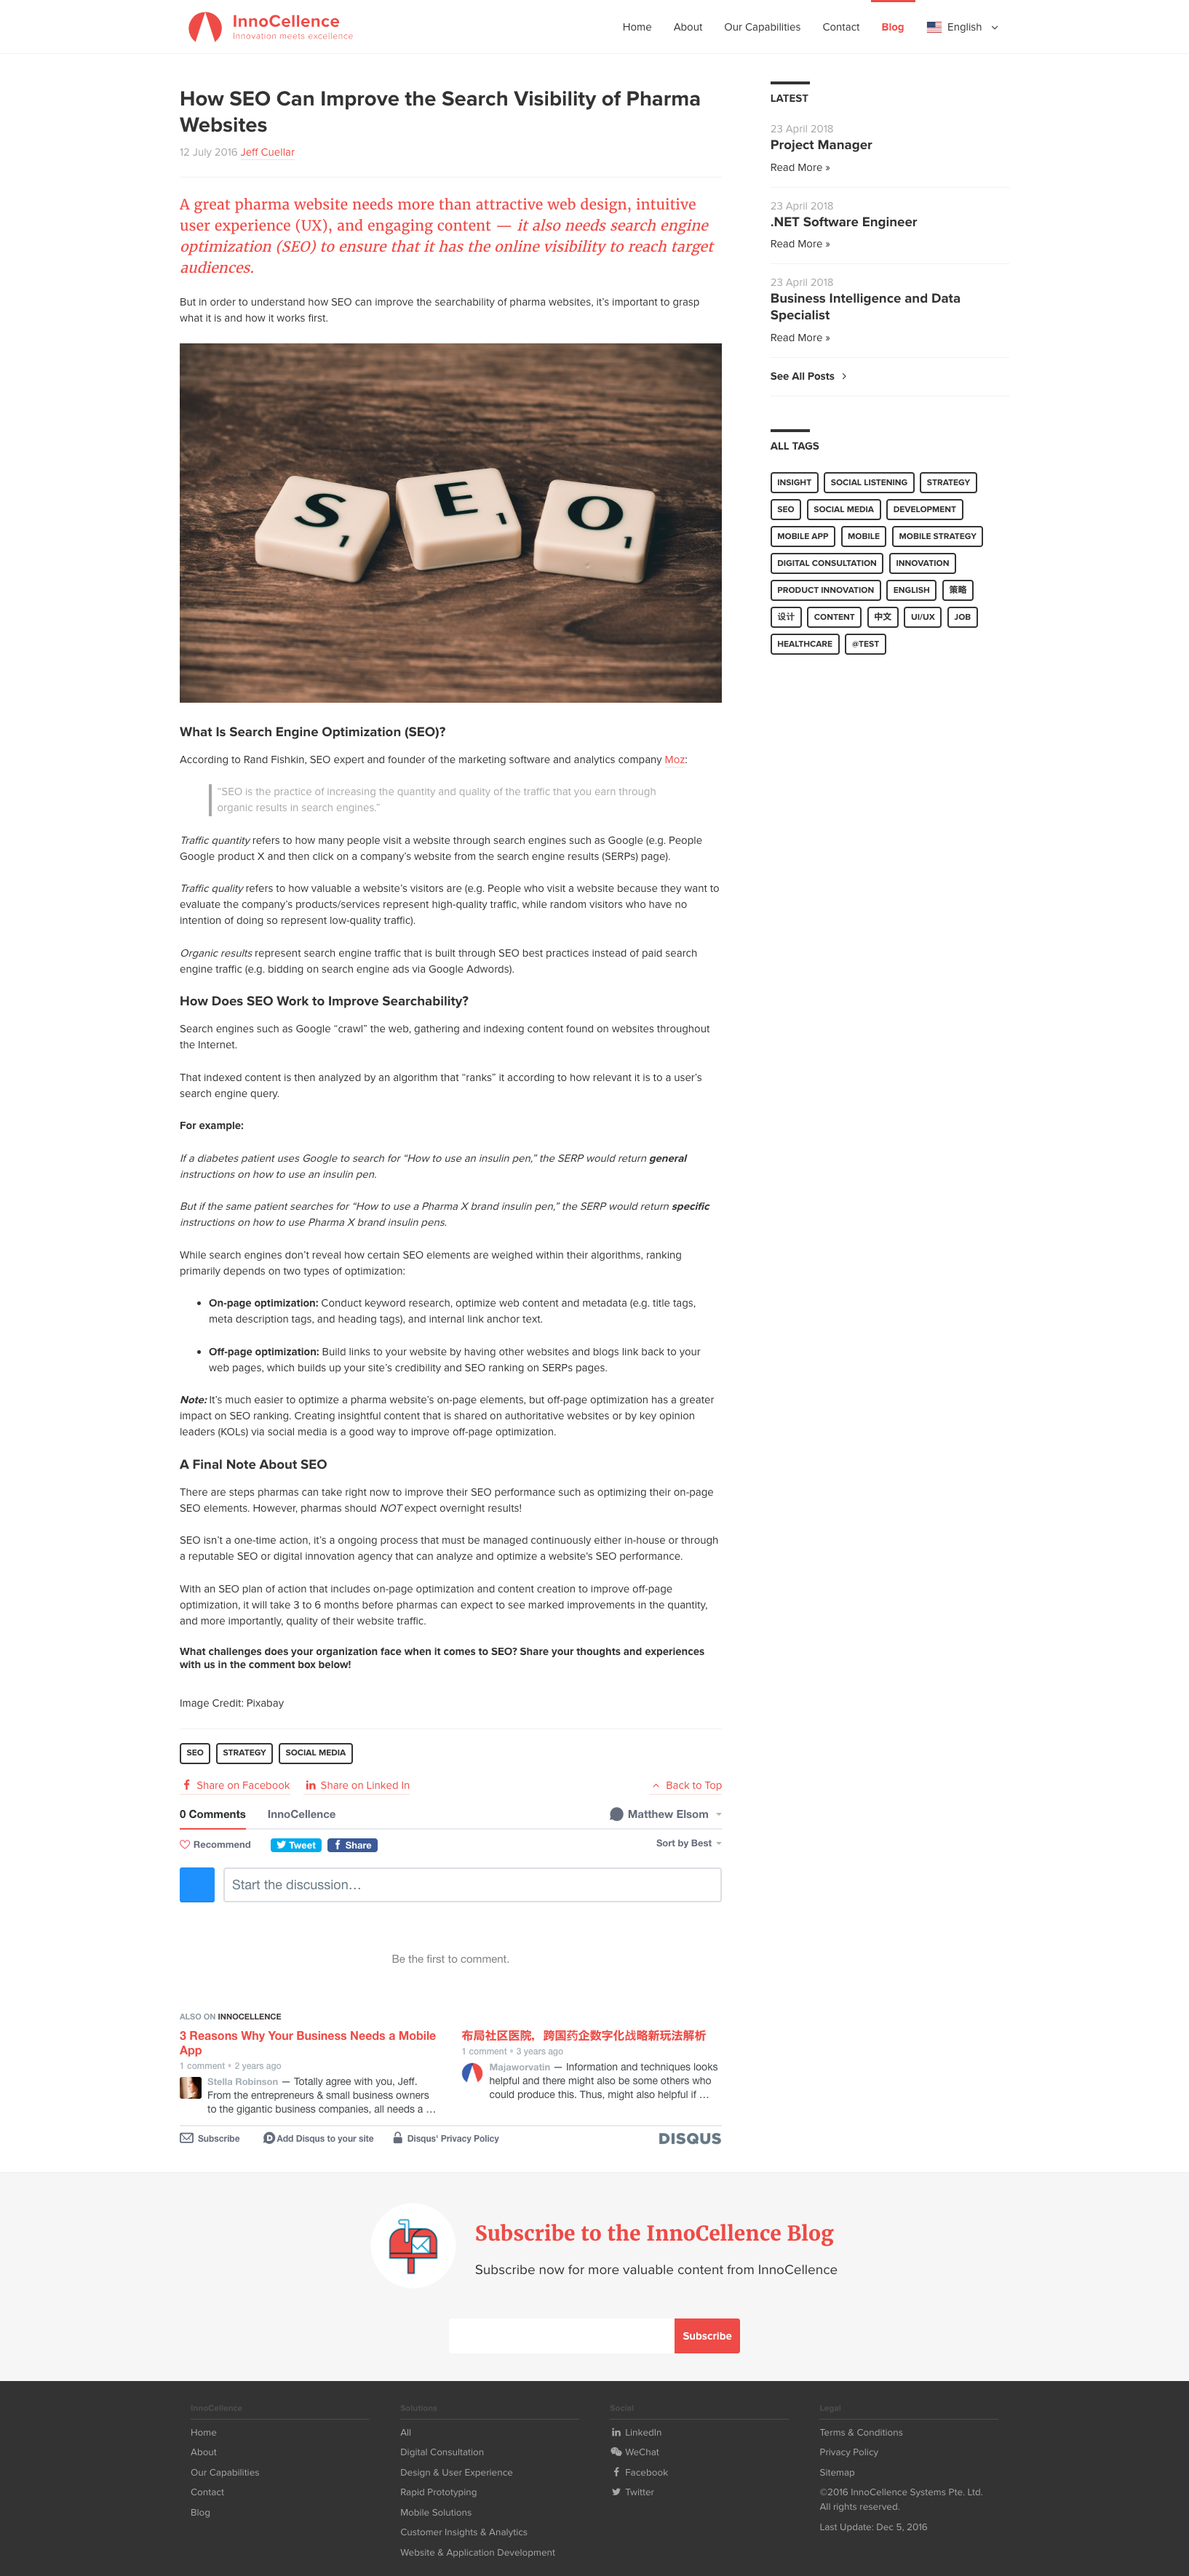 InnoCellence
Innovation meets excellence
Home
About
Our Capabilities
Contact
Blog
English
How SEO Can Improve the Search Visibility of Pharma
Websites
12 July 2016 Jeff Cuellar
A great pharma website needs more than attractive web design, intuitive
user experience (UX), and engaging content — it also needs search engine
optimization (SEO) to ensure that it has the online visibility to reach target
audiences.
But in order to understand how SEO can improve the searchability of pharma websites, it's important to grasp
what it is and how it works first.
S 1
E 1
O 1
What Is Search Engine Optimization (SEO)?
According to Rand Fishkin, SEO expert and founder of the marketing software and analytics company Moz:
“SEO is the practice of increasing the quantity and quality of the traffic that you earn through
organic results in search engines.”
Traffic quantity refers to how many people visit a website through search engines such as Google (e.g. People
Google product X and then click on a company's website from the search engine results (SERPs) page).
Traffic quality refers to how valuable a website's visitors are (e.g. People who visit a website because they want to
evaluate the company's products/services represent high-quality traffic, while random visitors who have no
intention of doing so represent low-quality traffic).
Organic results represent search engine traffic that is built through SEO best practices instead of paid search
engine traffic (e.g. bidding on search engine ads via Google Adwords).
How Does SEO Work to Improve Searchability?
Search engines such as Google “crawl” the web, gathering and indexing content found on websites throughout
the Internet.
That indexed content is then analyzed by an algorithm that “ranks” it according to how relevant it is to a user's
search engine query.
For example:
If a diabetes patient uses Google to search for “How to use an insulin pen,” the SERP would return general
instructions on how to use an insulin pen.
But if the same patient searches for “How to use a Pharma X brand insulin pen,” the SERP would return specific
instructions on how to use Pharma X brand insulin pens.
While search engines don't reveal how certain SEO elements are weighed within their algorithms, ranking
primarily depends on two types of optimization:
• On-page optimization: Conduct keyword research, optimize web content and metadata (e.g. title tags,
meta description tags, and heading tags), and internal link anchor text.
• Off-page optimization: Build links to your website by having other websites and blogs link back to your
web pages, which builds up your site's credibility and SEO ranking on SERPs pages.
Note: It's much easier to optimize a pharma website's on-page elements, but off-page optimization has a greater
impact on SEO ranking. Creating insightful content that is shared on authoritative websites or by key opinion
leaders (KOLs) via social media is a good way to improve off-page optimization.
A Final Note About SEO
There are steps pharmas can take right now to improve their SEO performance such as optimizing their on-page
SEO elements. However, pharmas should NOT expect overnight results!
SEO isn't a one-time action, it's a ongoing process that must be managed continuously either in-house or through
a reputable SEO or digital innovation agency that can analyze and optimize a website's SEO performance.
With an SEO plan of action that includes on-page optimization and content creation to improve off-page
optimization, it will take 3 to 6 months before pharmas can expect to see marked improvements in the quantity,
and more importantly, quality of their website traffic.
What challenges does your organization face when it comes to SEO? Share your thoughts and experiences
with us in the comment box below!
Image Credit: Pixabay
SEO
STRATEGY
SOCIAL MEDIA
Share on Facebook
Share on Linked In
Back to Top
0 Comments
InnoCellence
Matthew Elsom
Recommend
Tweet
Share
Sort by Best
Start the discussion…
Be the first to comment.
ALSO ON INNOCELLENCE
3 Reasons Why Your Business Needs a Mobile
App
1 comment • 2 years ago
Stella Robinson — Totally agree with you, Jeff.
From the entrepreneurs & small business owners
to the gigantic business companies, all needs a …
布局社区医院，跨国药企数字化战略新玩法解析
1 comment • 3 years ago
Majaworvatin — Information and techniques looks
helpful and there might also be some others who
could produce this. Thus, might also helpful if …
Subscribe
Add Disqus to your site
Disqus' Privacy Policy
DISQUS
LATEST
23 April 2018
Project Manager
Read More »
23 April 2018
.NET Software Engineer
Read More »
23 April 2018
Business Intelligence and Data
Specialist
Read More »
See All Posts
ALL TAGS
INSIGHT
SOCIAL LISTENING
STRATEGY
SEO
SOCIAL MEDIA
DEVELOPMENT
MOBILE APP
MOBILE
MOBILE STRATEGY
DIGITAL CONSULTATION
INNOVATION
PRODUCT INNOVATION
ENGLISH
策略
设计
CONTENT
中文
UI/UX
JOB
HEALTHCARE
@TEST
Subscribe to the InnoCellence Blog
Subscribe now for more valuable content from InnoCellence
Subscribe
InnoCellence
Home
About
Our Capabilities
Contact
Blog
Solutions
All
Digital Consultation
Design & User Experience
Rapid Prototyping
Mobile Solutions
Customer Insights & Analytics
Website & Application Development
Social
LinkedIn
WeChat
Facebook
Twitter
Legal
Terms & Conditions
Privacy Policy
Sitemap
©2016 InnoCellence Systems Pte. Ltd.
All rights reserved.
Last Update: Dec 5, 2016